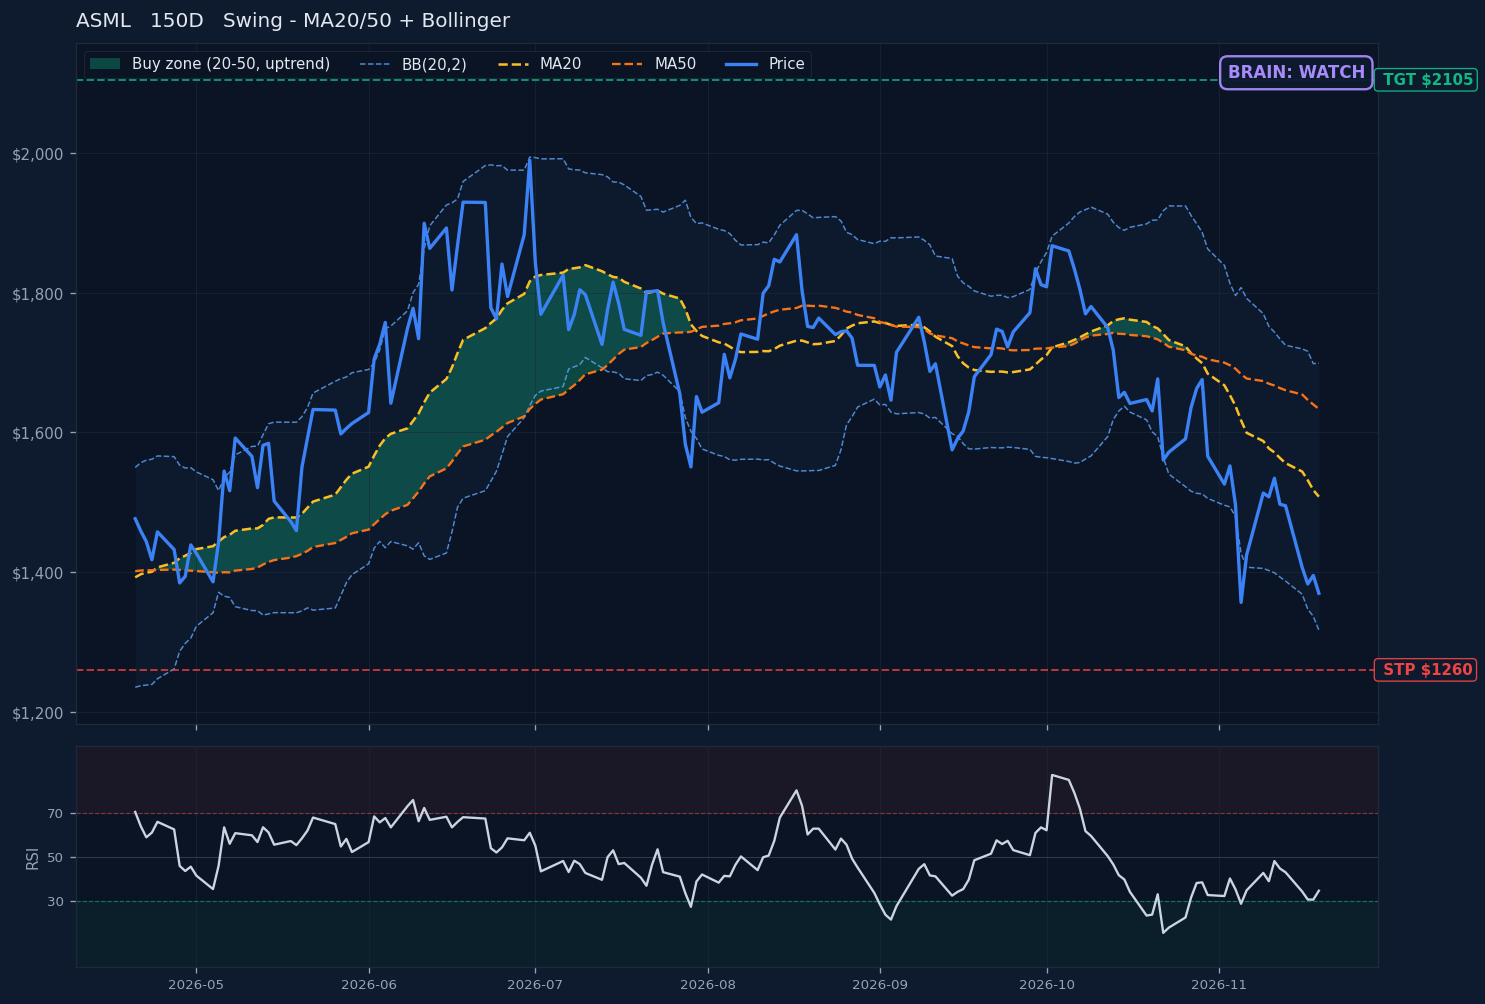 ASML   150D   Swing - MA20/50 + Bollinger
Buy zone (20-50, uptrend)   BB(20,2)   MA20   MA50   Price
BRAIN: WATCH
TGT $2105
$2,000
$1,800
$1,600
$1,400
STP $1260
$1,200
70
50
30
RSI
2026-05   2026-06   2026-07   2026-08   2026-09   2026-10   2026-11